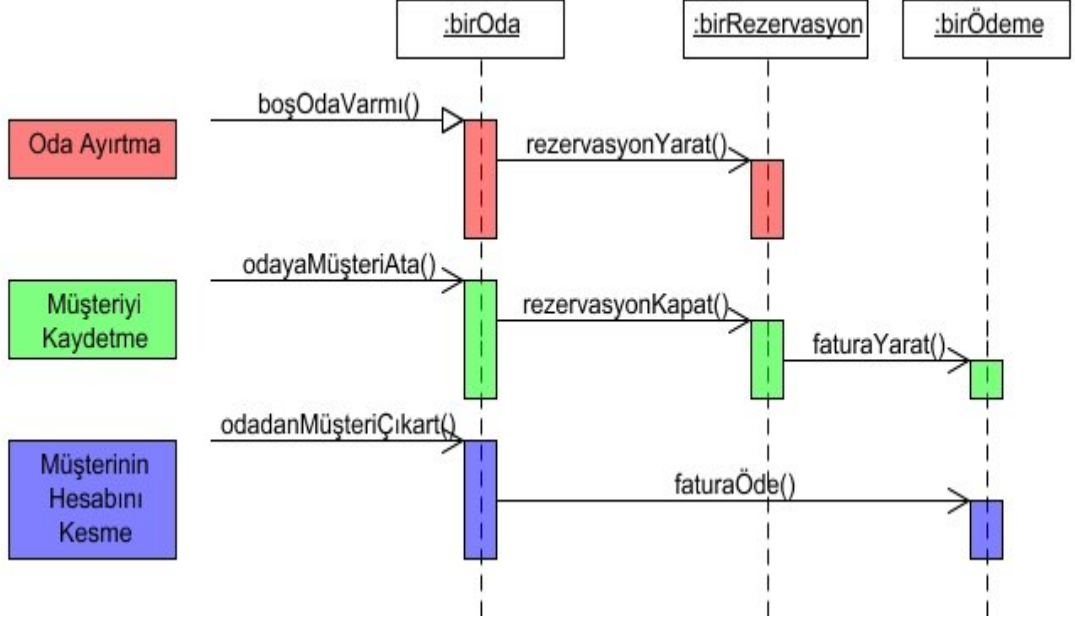 :birOda
:birRezervasyon
:birÖdeme
boşOdaVarmı()
Oda Ayırtma
rezervasyonYarat()
odayaMüşteriAta()
Müşteriyi
Kaydetme
rezervasyonKapat()
faturaYarat()
odadanMüşteriÇıkart()
Müşterinin
Hesabını
Kesme
faturaÖde()